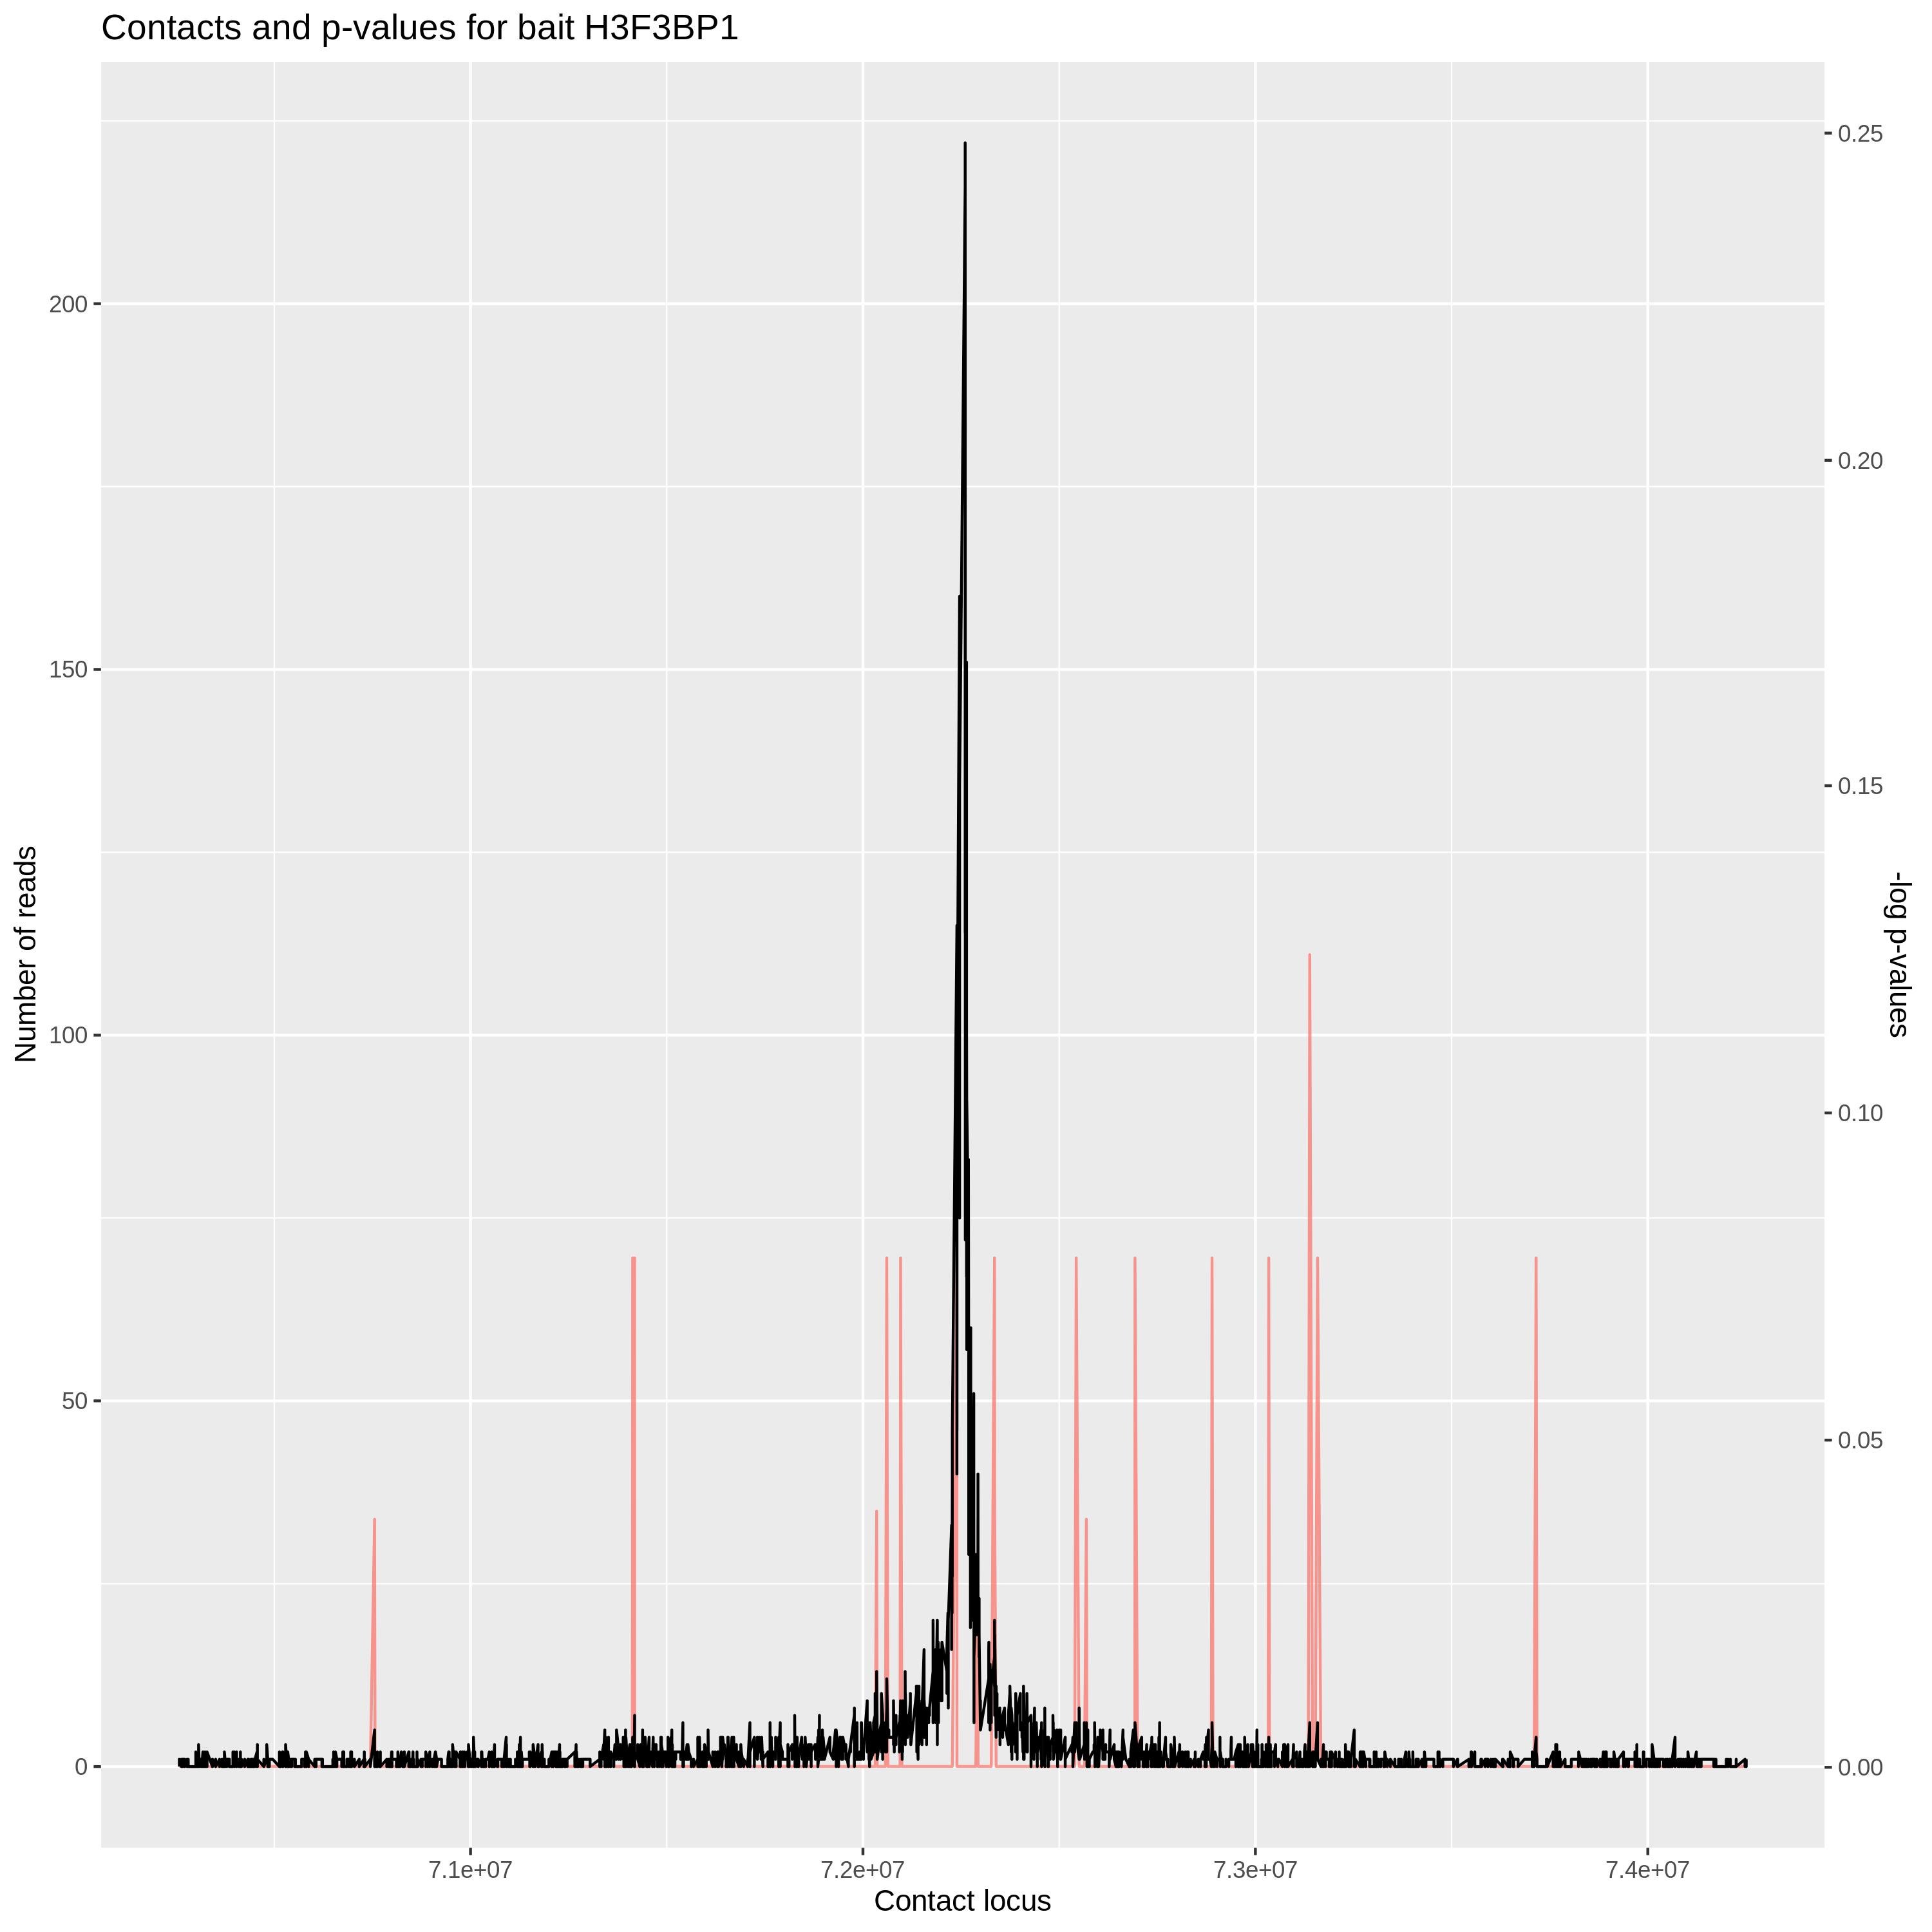 Contacts and p-values for bait H3F3BP1
Number of reads
200
150
100
50
0
0.25
0.20
0.15
0.10
0.05
0.00
-log p-values
7.1e+07
7.2e+07
7.3e+07
7.4e+07
Contact locus